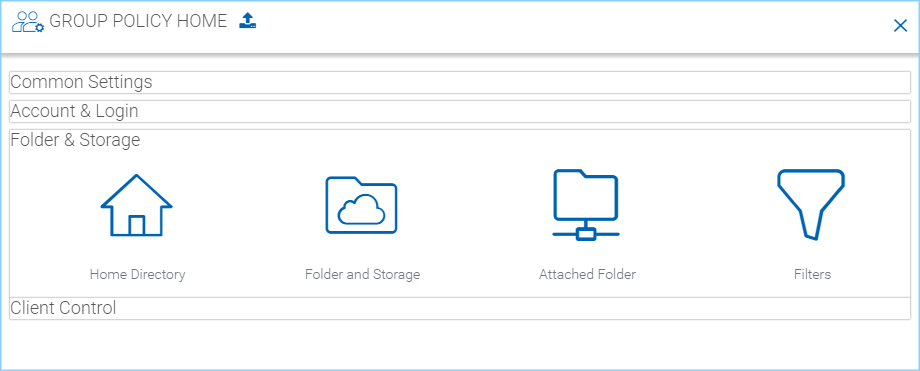 GROUP POLICY HOME
Common Settings
Account & Login
Folder & Storage
Home Directory
Folder and Storage
Attached Folder
Filters
Client Control